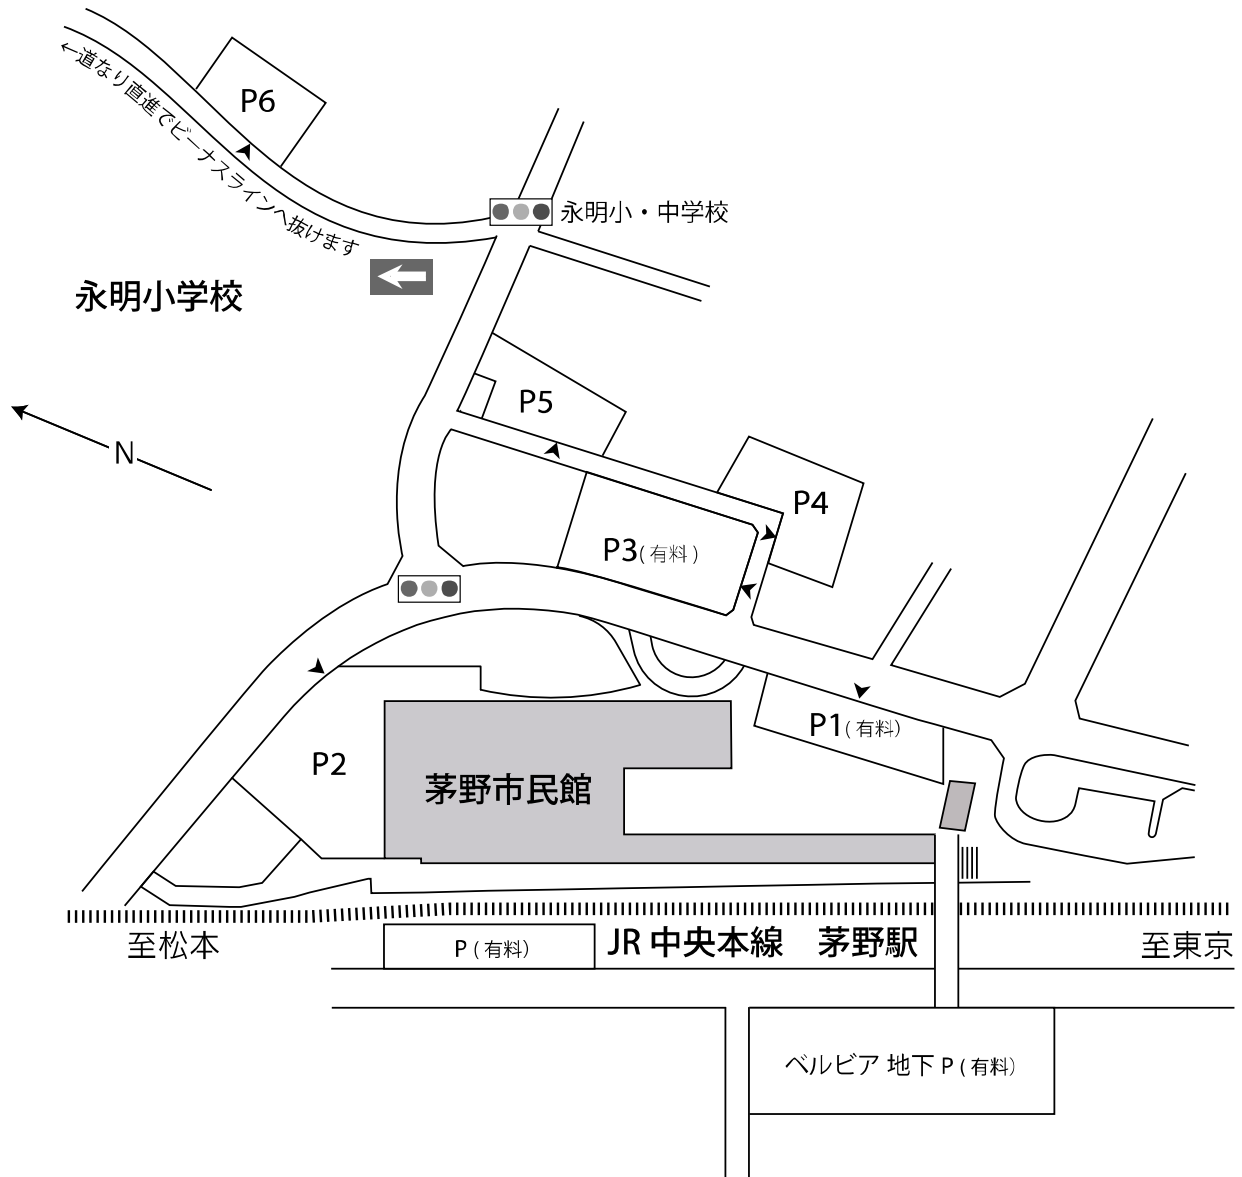 P6
←道なり直進でビーナスラインへ抜けます
永明小・中学校
永明小学校
N
P5
P4
P3(有料)
P1(有料)
P2
茅野市民館
至松本
P(有料)
JR 中央本線　茅野駅
至東京
ベルビア 地下 P(有料)